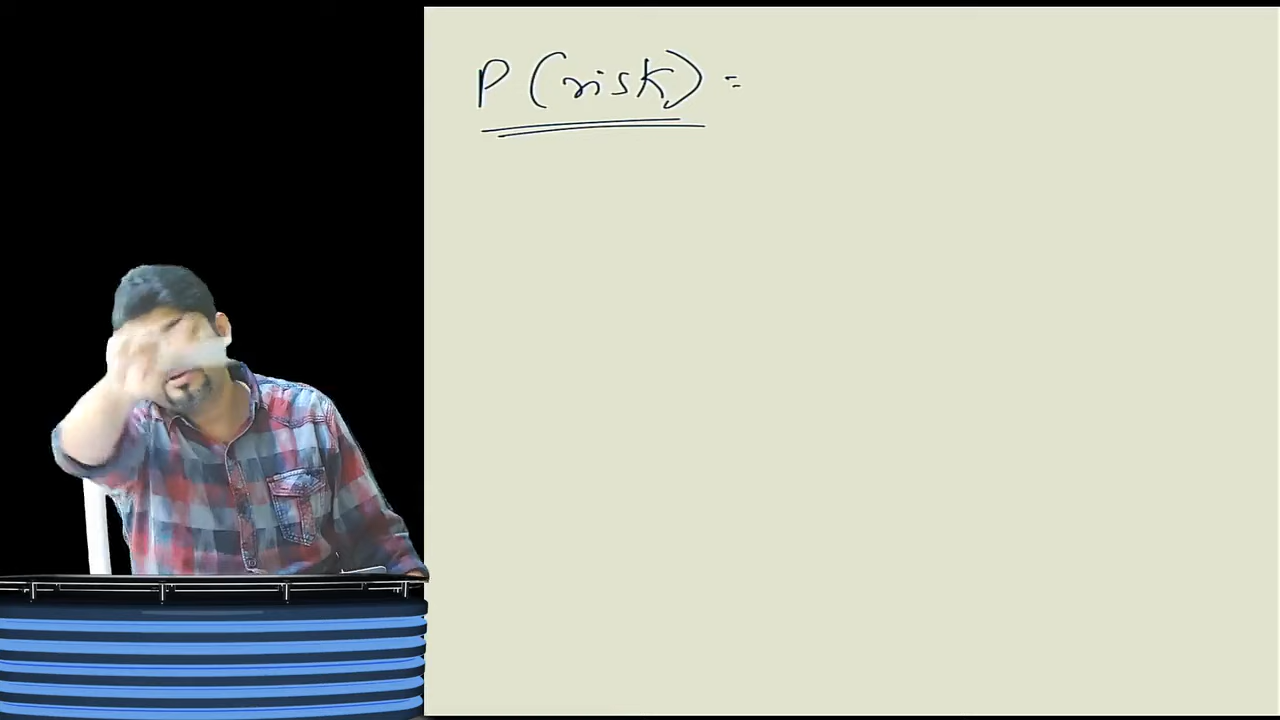 P(risk) =